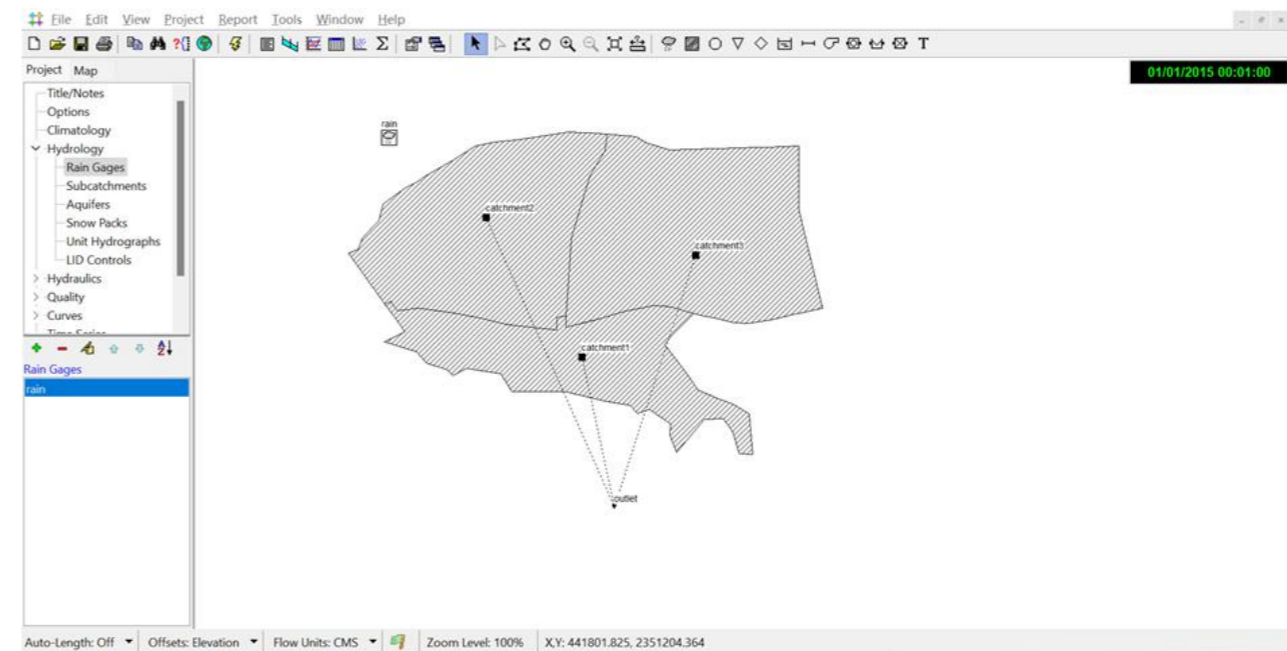 File Edit View Project Report Tools Window Help
T
Project Map
01/01/2015 00:01:00
Title/Notes
Options
Climatology
Hydrology
Rain Gages
Subcatchments
Aquifers
Snow Packs
Unit Hydrographs
LID Controls
Hydraulics
Quality
Curves
Time Series
Rain Gages
rain
rain
catchment2
catchment3
catchment1
outlet
Auto-Length: Off Offsets: Elevation Flow Units: CMS Zoom Level: 100% X,Y: 441801.825, 2351204.364